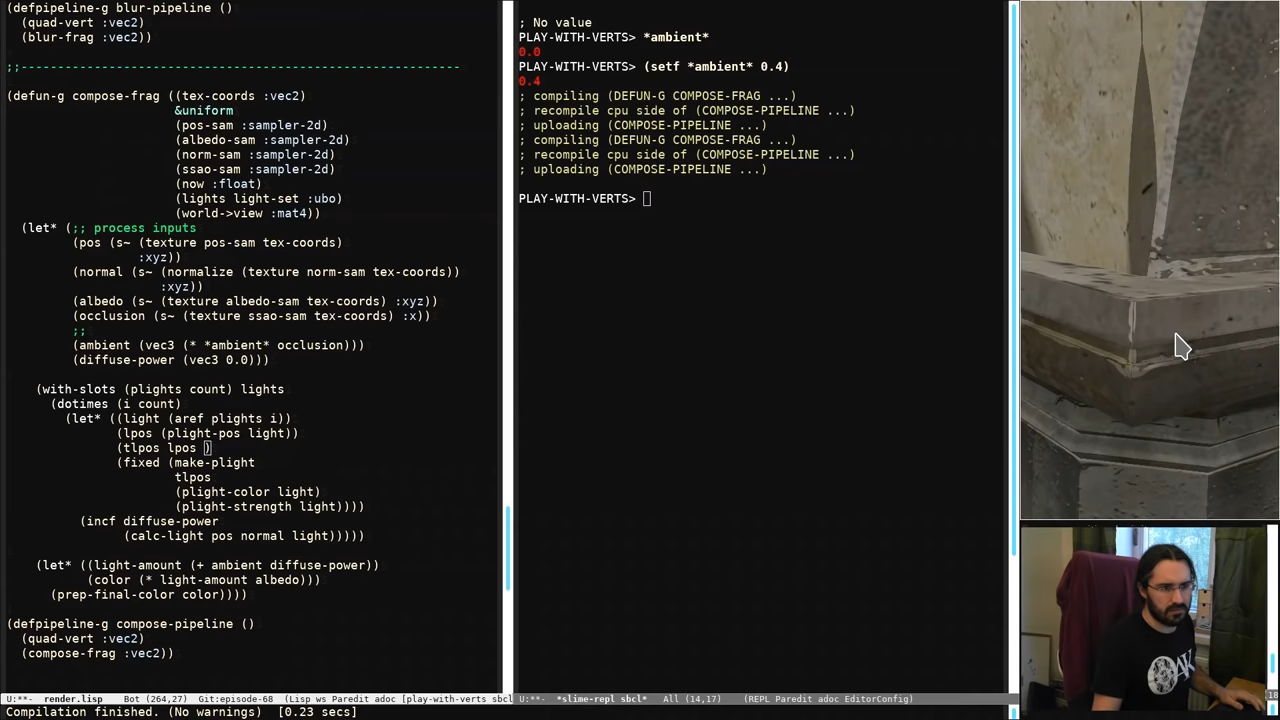 (defpipeline-g blur-pipeline ()
(quad-vert :vec2)
(blur-frag :vec2))
;;------------------------------------------------------------
(defun-g compose-frag ((tex-coords :vec2)
&uniform
(pos-sam :sampler-2d)
(albedo-sam :sampler-2d)
(norm-sam :sampler-2d)
(ssao-sam :sampler-2d)
(now :float)
(lights light-set :ubo)
(world->view :mat4))
(let* (;; process inputs
(pos (s~ (texture pos-sam tex-coords)
:xyz))
(normal (s~ (normalize (texture norm-sam tex-coords))
:xyz))
(albedo (s~ (texture albedo-sam tex-coords) :xyz))
(occlusion (s~ (texture ssao-sam tex-coords) :x))
;;
(ambient (vec3 (* *ambient* occlusion)))
(diffuse-power (vec3 0.0)))
(with-slots (plights count) lights
(dotimes (i count)
(let* ((light (aref plights i))
(lpos (plight-pos light))
(tlpos lpos )
(fixed (make-plight
tlpos
(plight-color light)
(plight-strength light))))
(incf diffuse-power
(calc-light pos normal light)))))
(let* ((light-amount (+ ambient diffuse-power))
(color (* light-amount albedo)))
(prep-final-color color))))
(defpipeline-g compose-pipeline ()
(quad-vert :vec2)
(compose-frag :vec2))
U:**- render.lisp Bot (264,27) Git:episode-68 (Lisp ws Paredit adoc [play-with-verts sbcl
Compilation finished. (No warnings) [0.23 secs]
; No value
PLAY-WITH-VERTS> *ambient*
0.0
PLAY-WITH-VERTS> (setf *ambient* 0.4)
0.4
; compiling (DEFUN-G COMPOSE-FRAG ...)
; recompile cpu side of (COMPOSE-PIPELINE ...)
; uploading (COMPOSE-PIPELINE ...)
; compiling (DEFUN-G COMPOSE-FRAG ...)
; recompile cpu side of (COMPOSE-PIPELINE ...)
; uploading (COMPOSE-PIPELINE ...)
PLAY-WITH-VERTS>
U:**- *slime-repl sbcl* All (14,17) (REPL Paredit adoc EditorConfig)
18